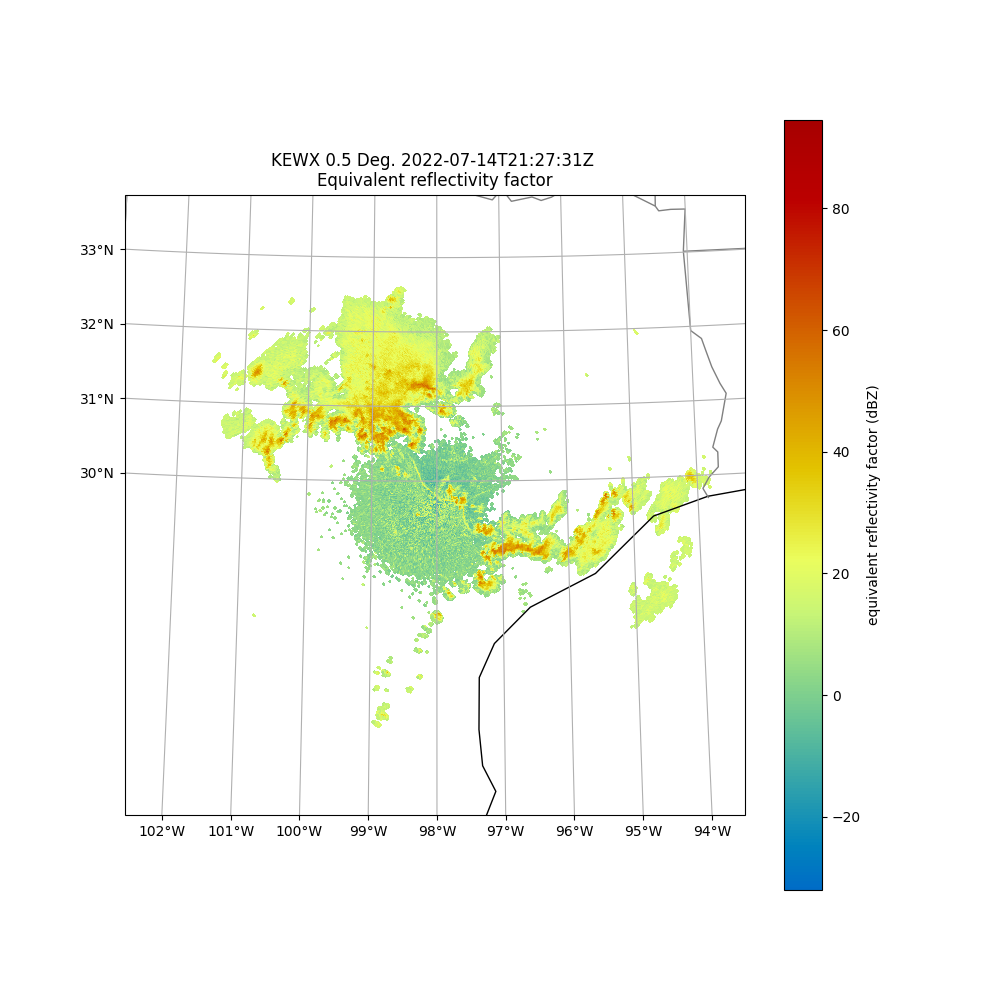 KEWX 0.5 Deg. 2022-07-14T21:27:31Z
Equivalent reflectivity factor
33°N
32°N
31°N
30°N
102°W 101°W 100°W 99°W 98°W 97°W 96°W 95°W 94°W
80
60
40
20
0
−20
equivalent reflectivity factor (dBZ)